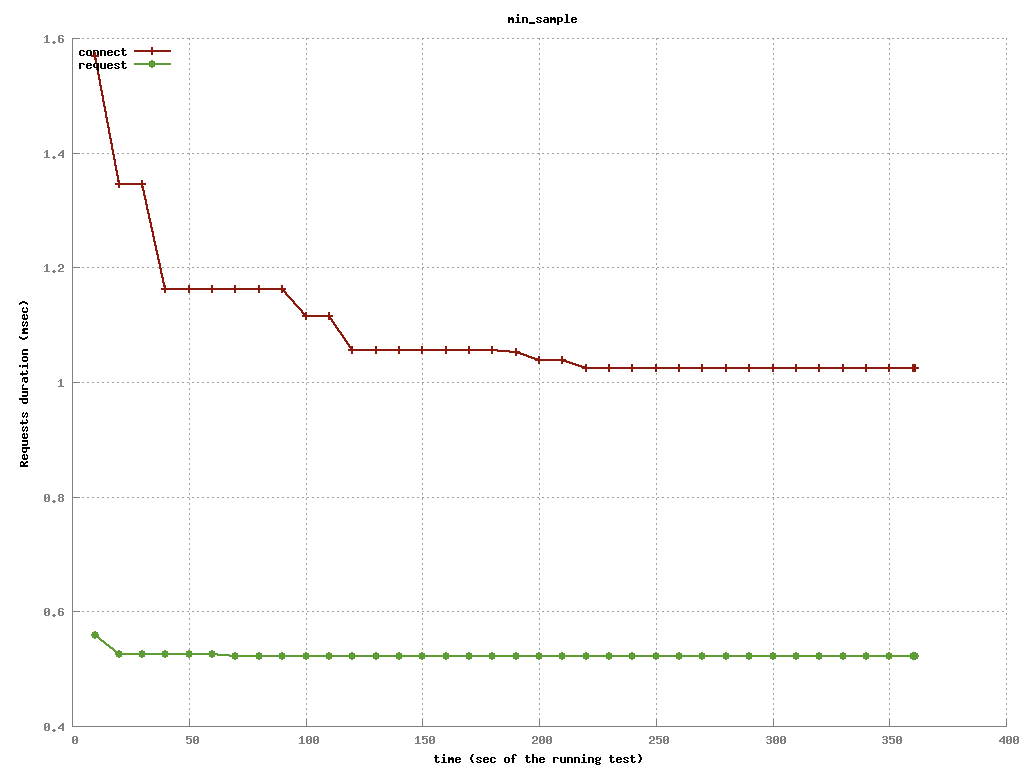 min_sample
connect
request
1.6
1.4
1.2
1
0.8
0.6
0.4
Requests duration (msec)
0 50 100 150 200 250 300 350 400
time (sec of the running test)